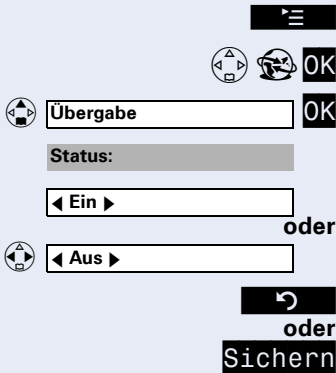 OK
Übergabe OK
Status:
Ein
oder
Aus
oder
Sichern